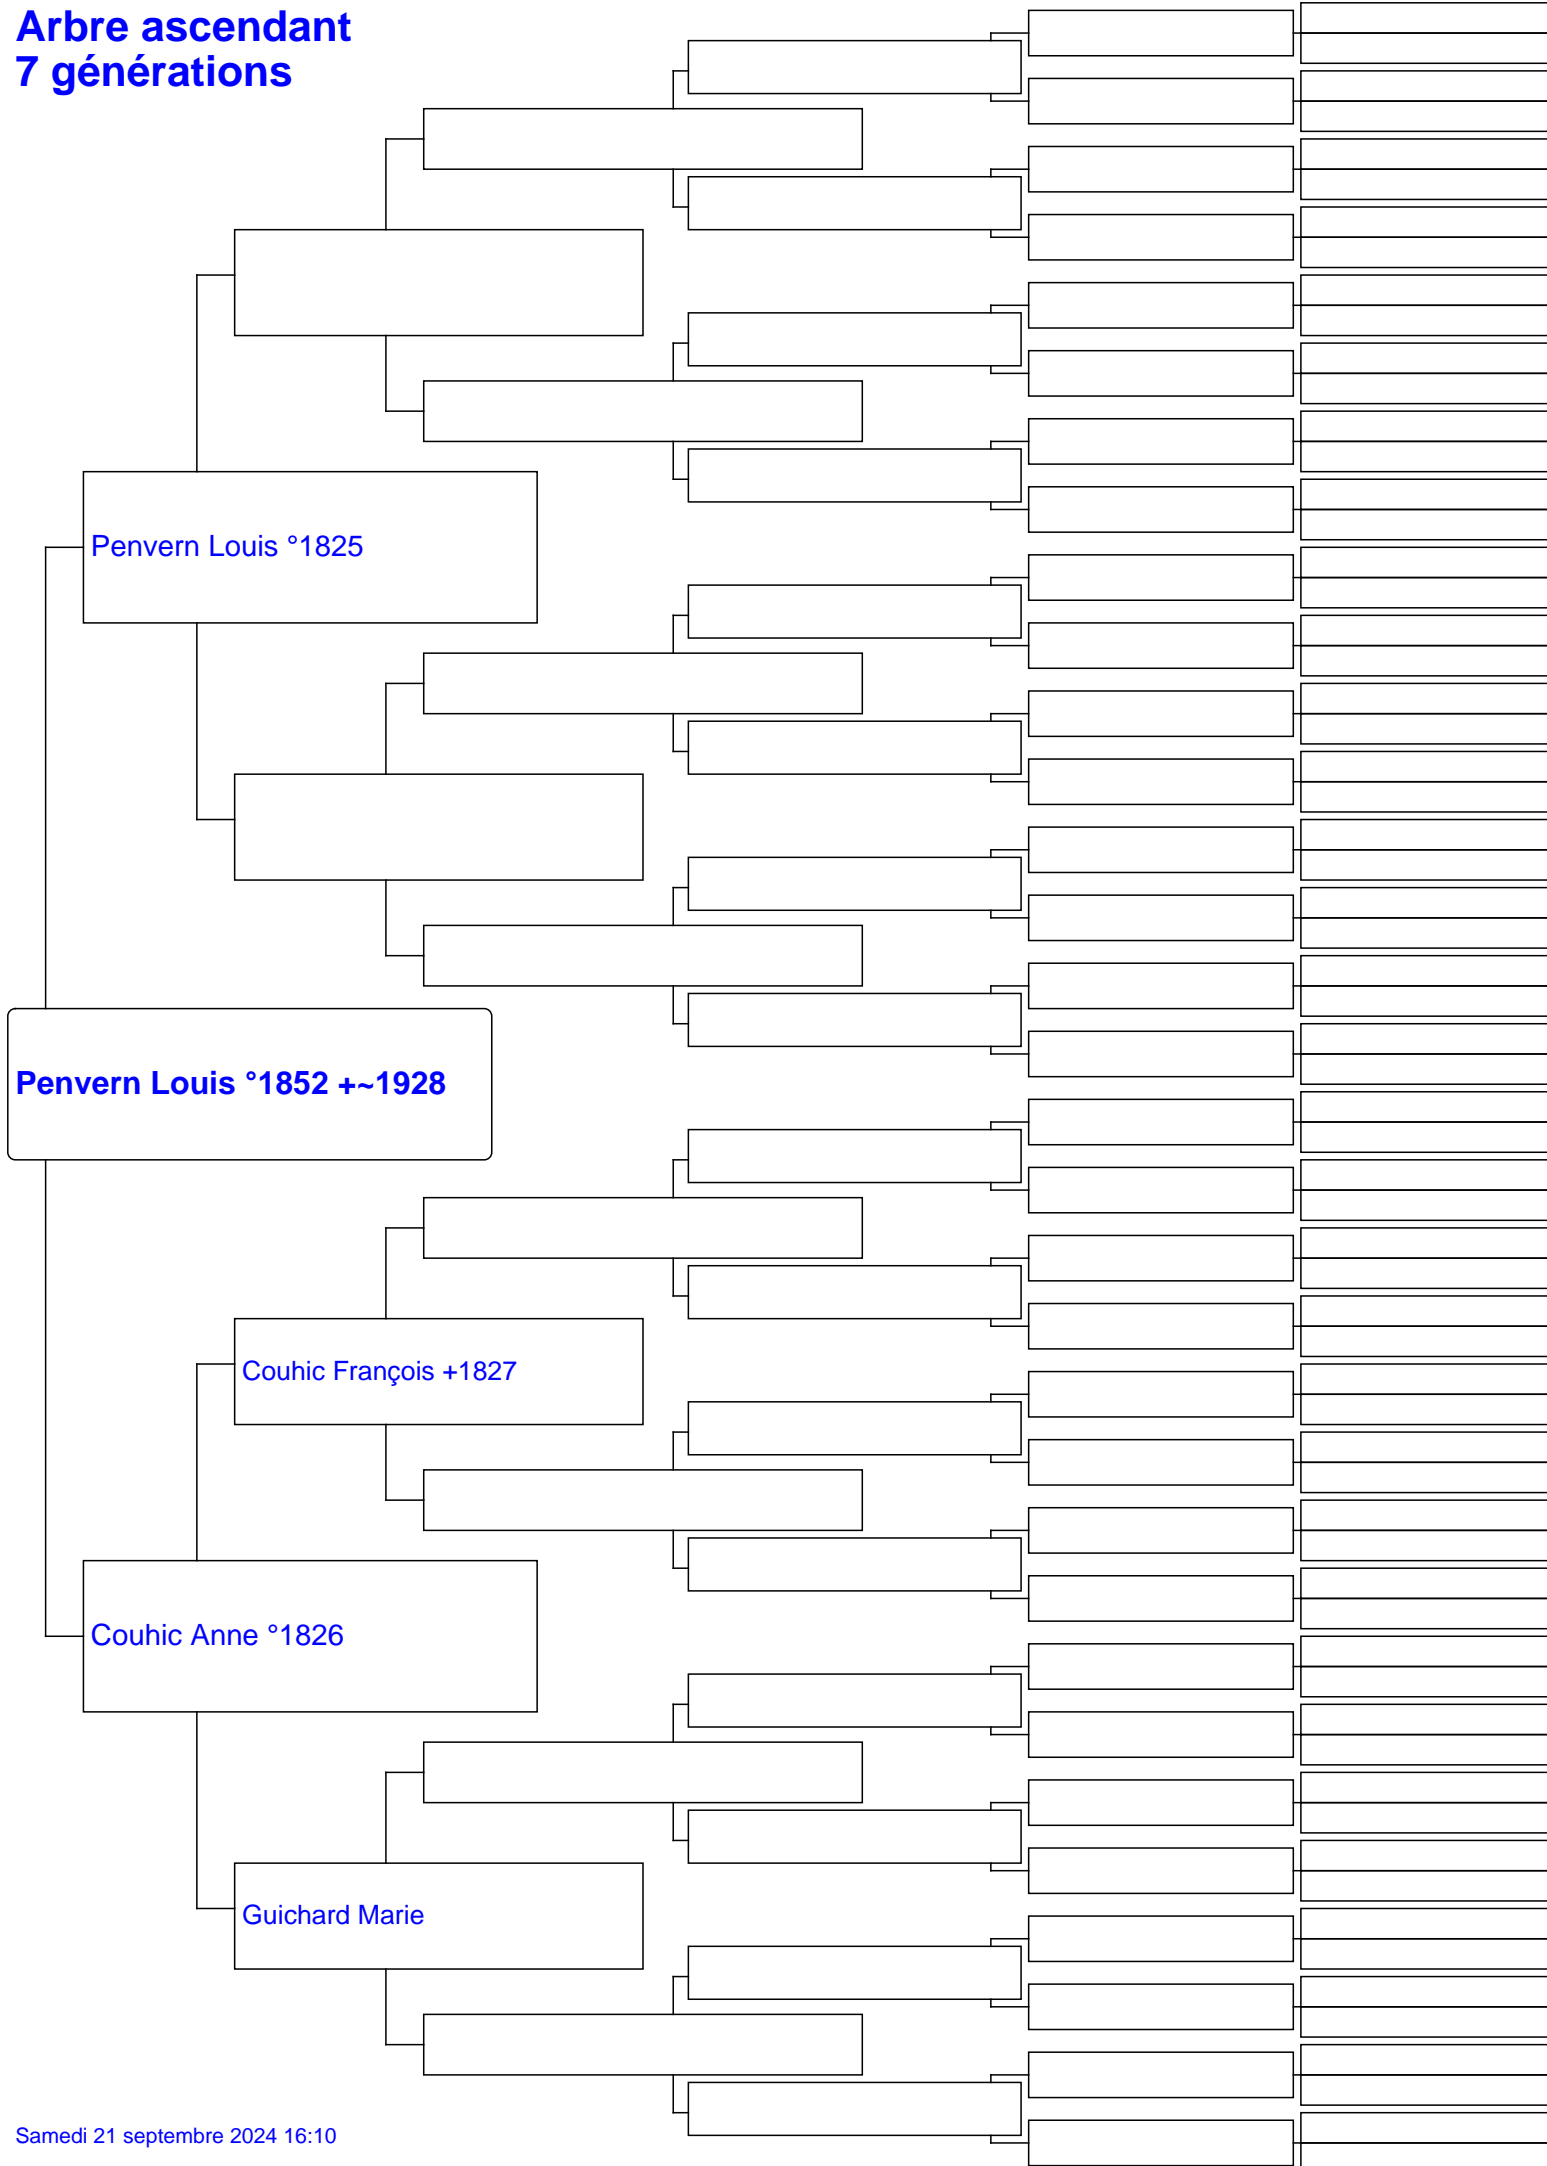 Arbre ascendant
7 générations
Penvern Louis °1825
Penvern Louis °1852 +~1928
Couhic François +1827
Couhic Anne °1826
Guichard Marie
Samedi 21 septembre 2024 16:10